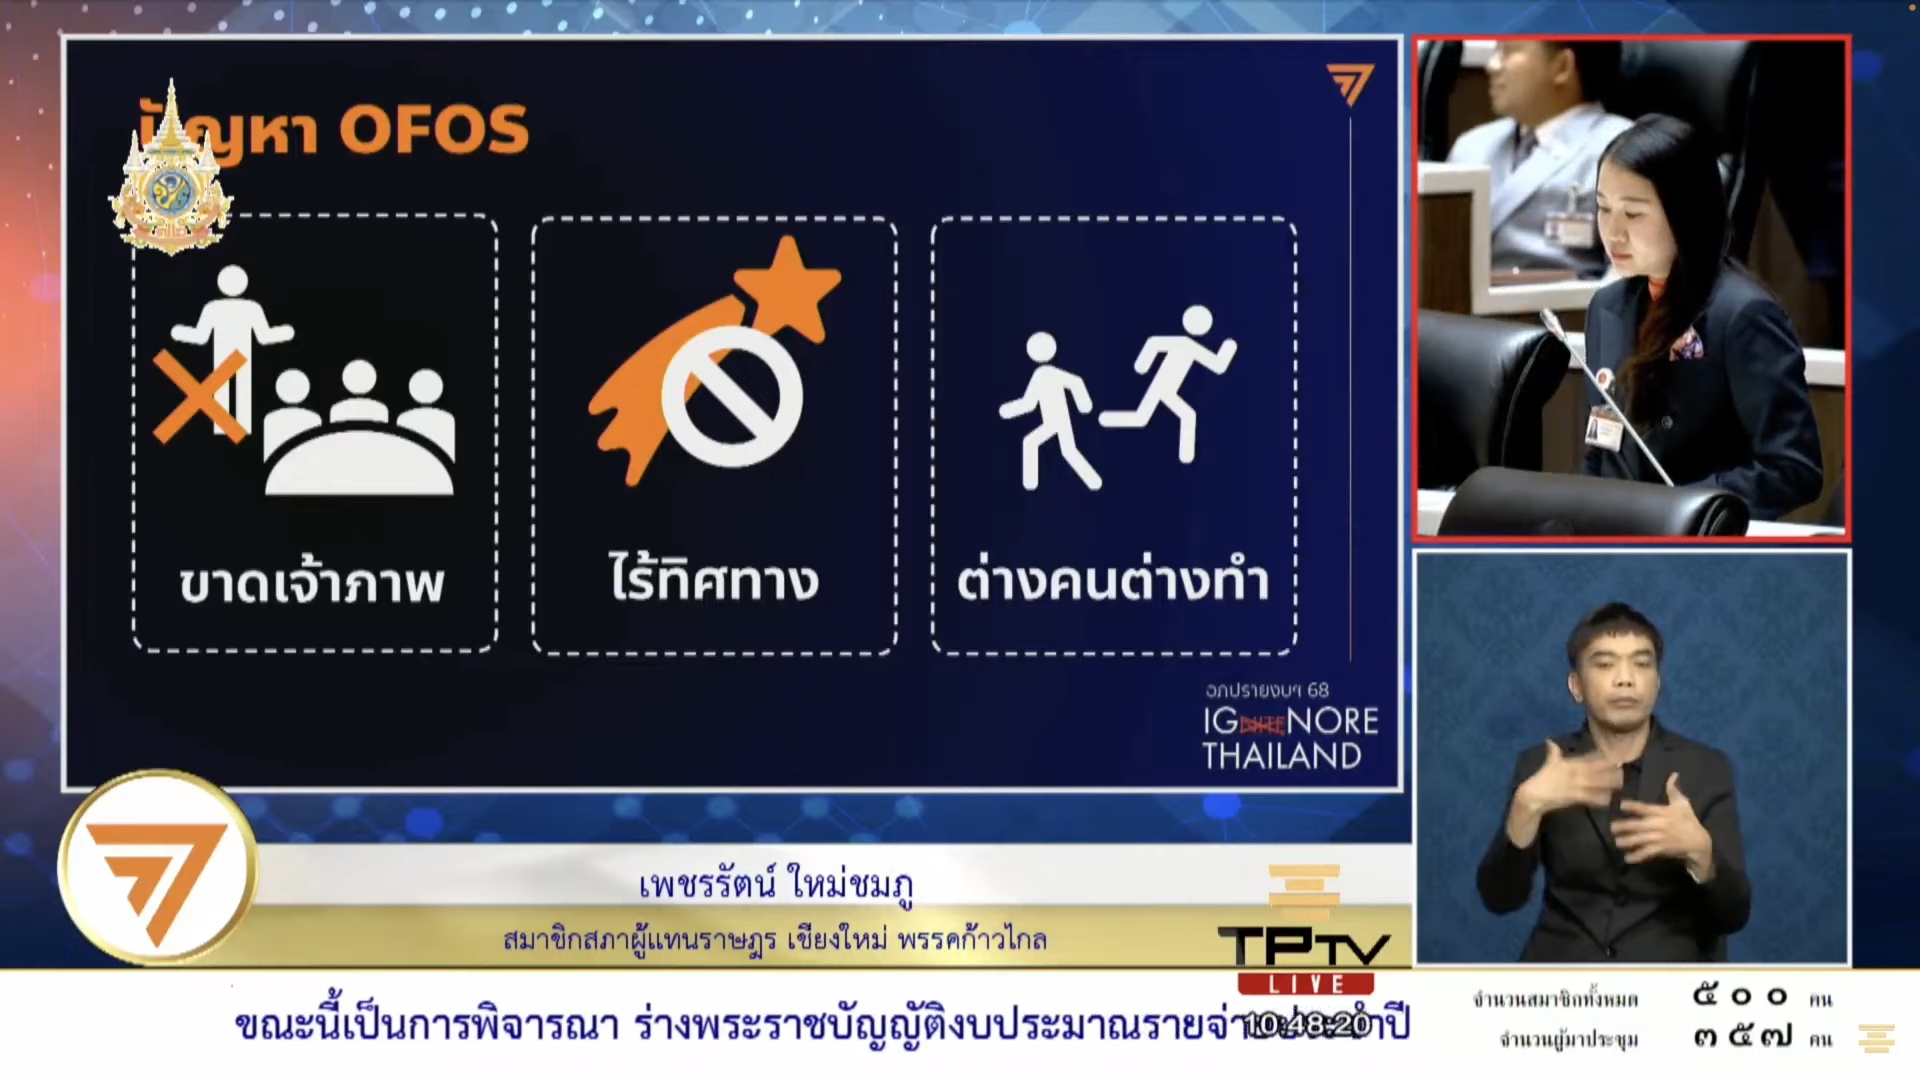 ปัญหา OFOS
ขาดเจ้าภาพ
ไร้ทิศทาง
ต่างคนต่างทำ
อภิปรายงบฯ 68
IGNITENORE
THAILAND
เพชรรัตน์ ใหม่ชมภู
สมาชิกสภาผู้แทนราษฎร เชียงใหม่ พรรคก้าวไกล
TPTV
LIVE
10:48:20
ขณะนี้เป็นการพิจารณา ร่างพระราชบัญญัติงบประมาณรายจ่ายประจำปี
จำนวนสมาชิกทั้งหมด ๕๐๐ คน
จำนวนผู้มาประชุม ๓๕๗ คน